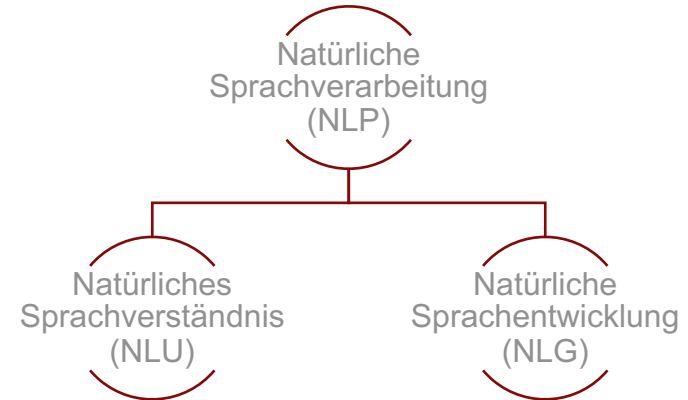 Natürliche
Sprachverarbeitung
(NLP)
Natürliches
Sprachverständnis
(NLU)
Natürliche
Sprachentwicklung
(NLG)